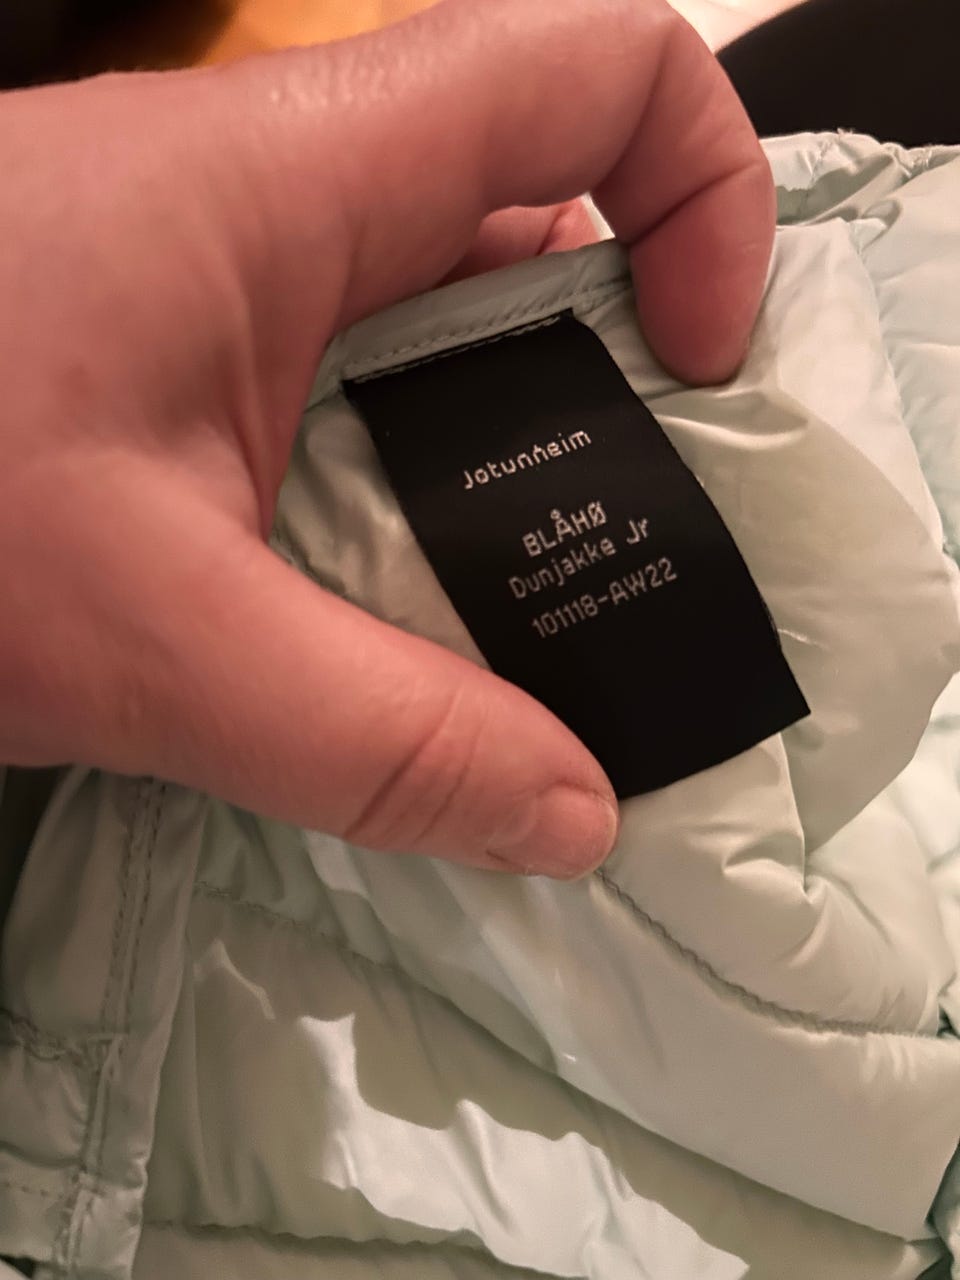 Jotunheim
BLÅHØ
Dunjakke Jr
101118-AW22